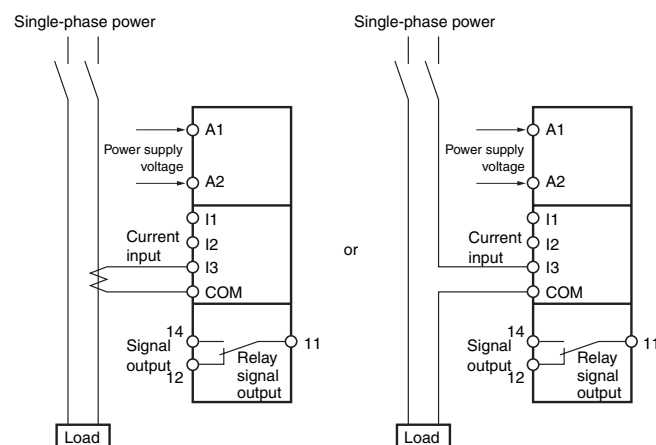 Single-phase power
A1
Power supply
voltage
A2
I1
Current
input
I2
I3
COM
14
Signal
output
12
11
Relay
signal
output
Load
or
Single-phase power
A1
Power supply
voltage
A2
I1
Current
input
I2
I3
COM
14
Signal
output
12
11
Relay
signal
output
Load